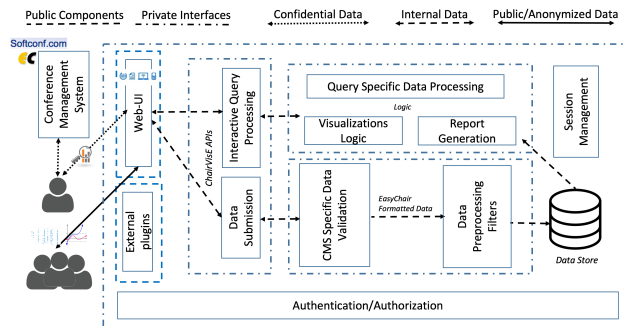 Public Components
Private Interfaces
Confidential Data
Internal Data
Public/Anonymized Data
Softconf.com
Conference
Management
System
Web-UI
External
plugins
ChairVisE APIs
Interactive Query
Processing
Data
Submission
Query Specific Data Processing
Logic
Visualizations
Logic
Report
Generation
Session
Management
CMS Specific Data
Validation
EasyChair
Formatted Data
Data
Preprocessing
Filters
Data Store
Authentication/Authorization